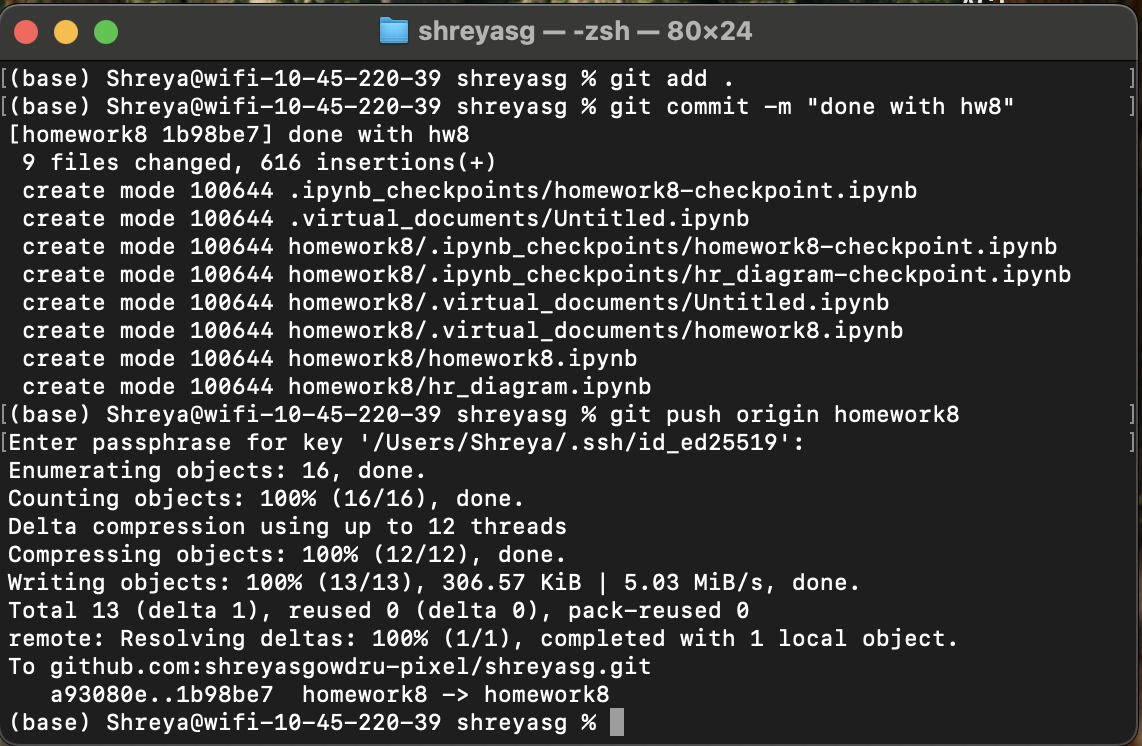 shreyasg — -zsh — 80×24
[(base) Shreya@wifi-10-45-220-39 shreyasg % git add . ]
[(base) Shreya@wifi-10-45-220-39 shreyasg % git commit -m "done with hw8" ]
[homework8 1b98be7] done with hw8
 9 files changed, 616 insertions(+)
 create mode 100644 .ipynb_checkpoints/homework8-checkpoint.ipynb
 create mode 100644 .virtual_documents/Untitled.ipynb
 create mode 100644 homework8/.ipynb_checkpoints/homework8-checkpoint.ipynb
 create mode 100644 homework8/.ipynb_checkpoints/hr_diagram-checkpoint.ipynb
 create mode 100644 homework8/.virtual_documents/Untitled.ipynb
 create mode 100644 homework8/.virtual_documents/homework8.ipynb
 create mode 100644 homework8/homework8.ipynb
 create mode 100644 homework8/hr_diagram.ipynb
[(base) Shreya@wifi-10-45-220-39 shreyasg % git push origin homework8 ]
[Enter passphrase for key '/Users/Shreya/.ssh/id_ed25519': ]
Enumerating objects: 16, done.
Counting objects: 100% (16/16), done.
Delta compression using up to 12 threads
Compressing objects: 100% (12/12), done.
Writing objects: 100% (13/13), 306.57 KiB | 5.03 MiB/s, done.
Total 13 (delta 1), reused 0 (delta 0), pack-reused 0
remote: Resolving deltas: 100% (1/1), completed with 1 local object.
To github.com:shreyasgowdru-pixel/shreyasg.git
   a93080e..1b98be7  homework8 -> homework8
(base) Shreya@wifi-10-45-220-39 shreyasg %